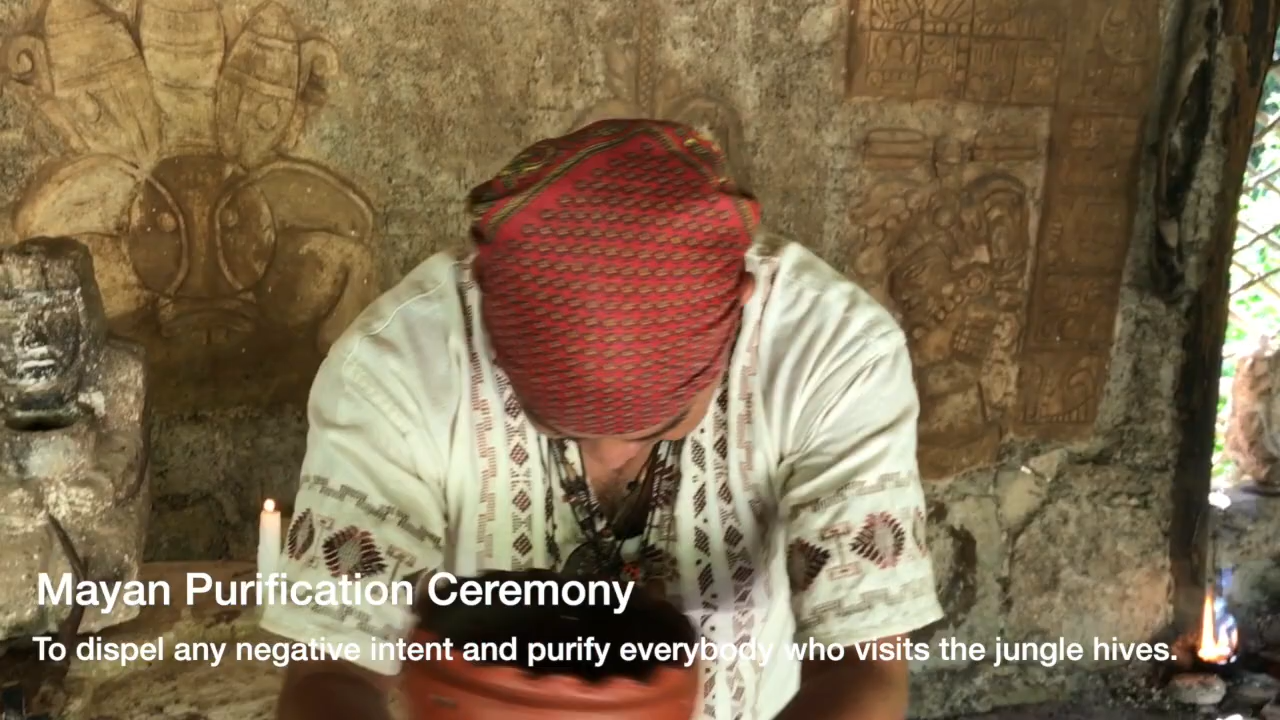 Mayan Purification Ceremony
To dispel any negative intent and purify everybody who visits the jungle hives.